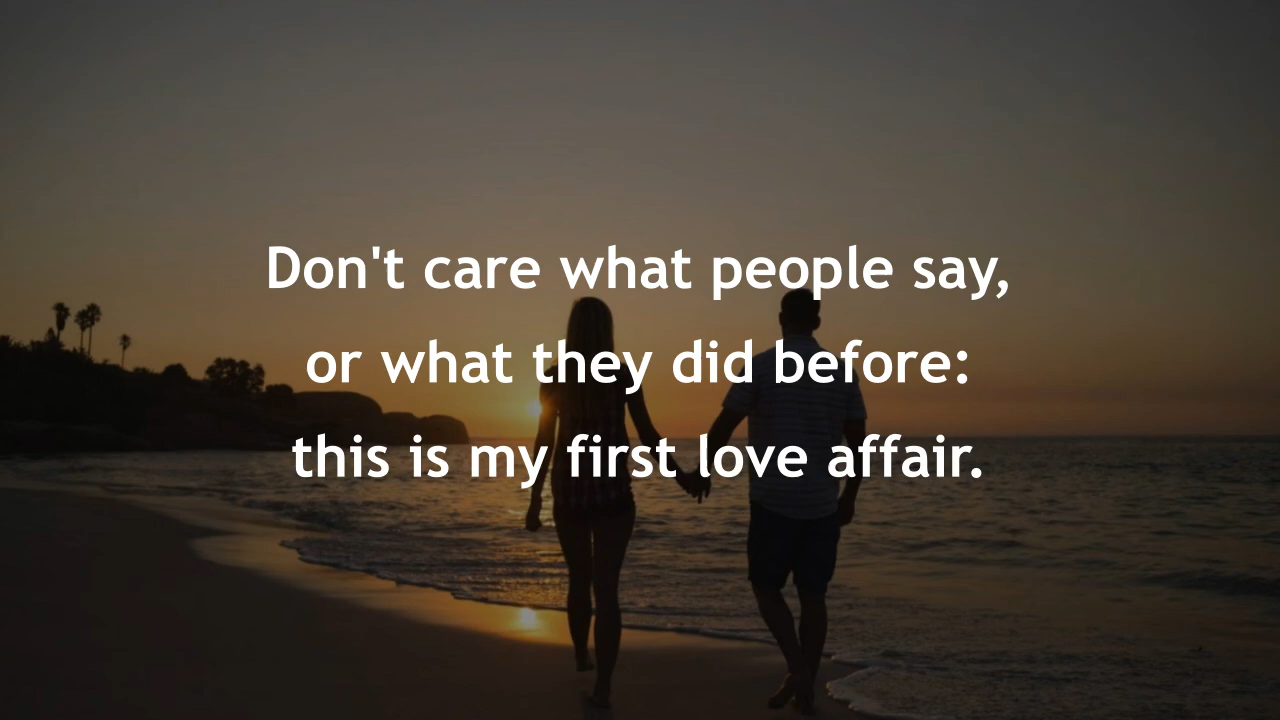 Don't care what people say,
or what they did before:
this is my first love affair.